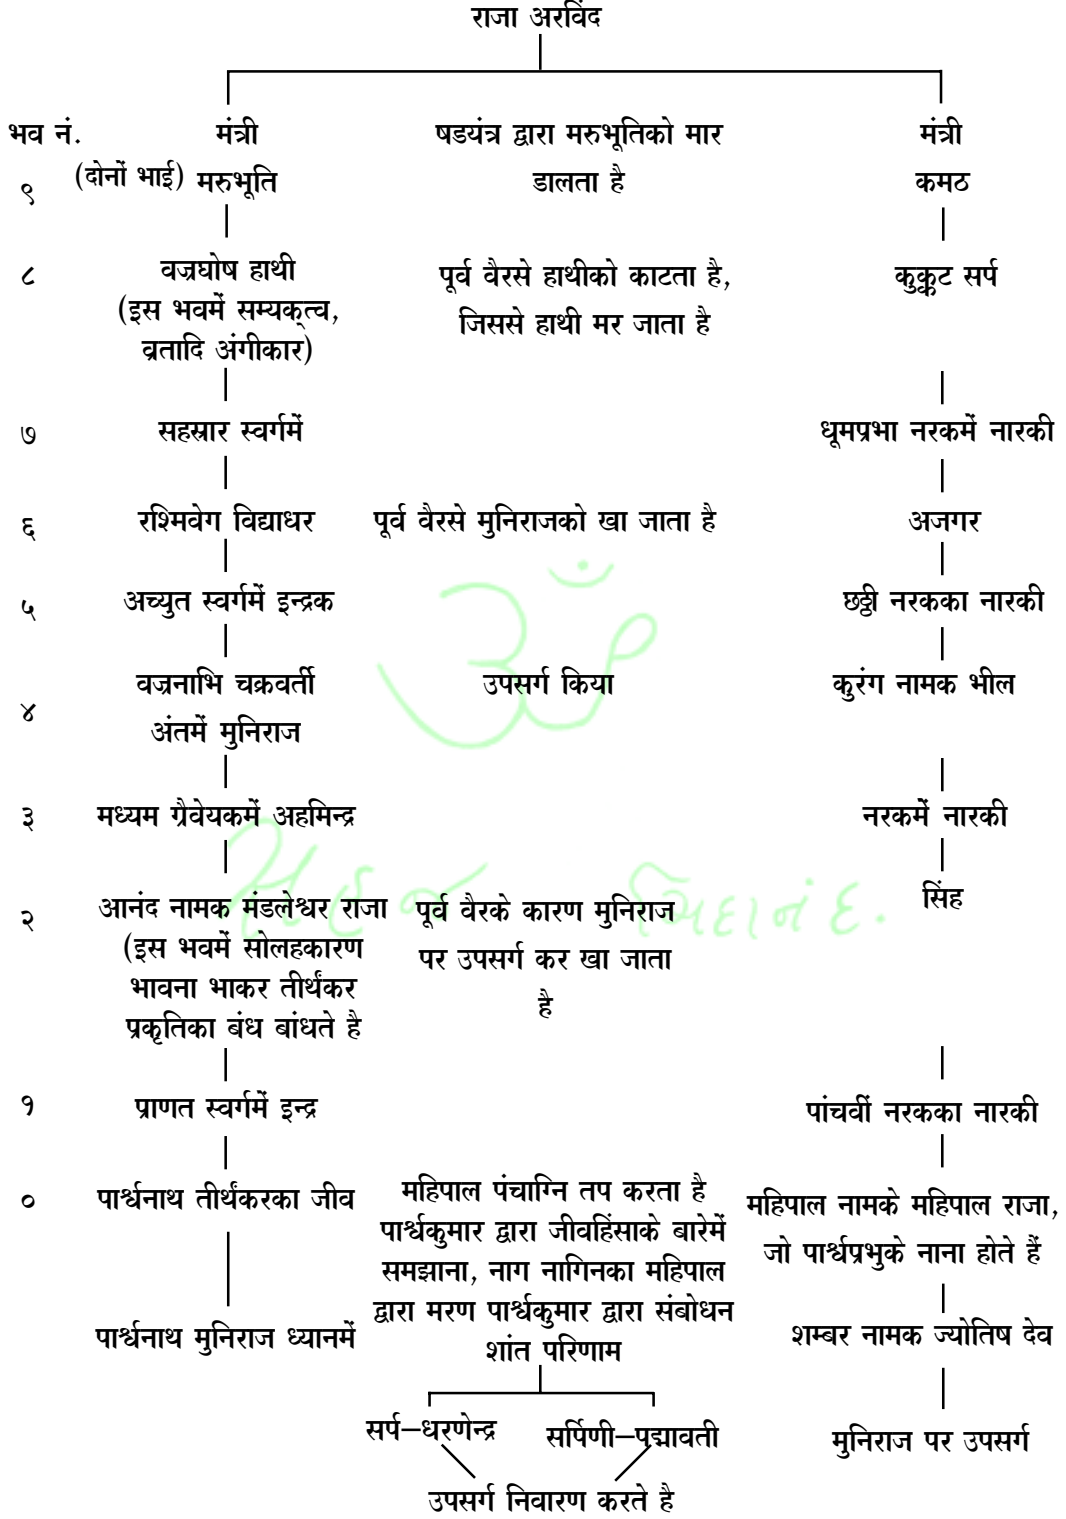 राजा अरविंद
भव नं. मंत्री षडयंत्र द्वारा मरुभूतिको मार मंत्री
९ (दोनों भाई) मरुभूति डालता है कमठ
८ वज्रघोष हाथी पूर्व वैरसे हाथीको काटता है, कुक्कट सर्प
(इस भवमें सम्यक्त्व, जिससे हाथी मर जाता है
व्रतादि अंगीकार)
७ सहस्रार स्वर्गमें धूमप्रभा नरकमें नारकी
६ रश्मिवेग विद्याधर पूर्व वैरसे मुनिराजको खा जाता है अजगर
५ अच्युत स्वर्गमें इन्द्रक छठ्ठी नरकका नारकी
वज्रनाभि चक्रवर्ती उपसर्ग किया कुरंग नामक भील
४ अंतमें मुनिराज
३ मध्यम ग्रैवेयकमें अहमिन्द्र नरकमें नारकी
२ आनंद नामक मंडलेश्वर राजा पूर्व वैरके कारण मुनिराज सिंह
(इस भवमें सोलहकारण पर उपसर्ग कर खा जाता
भावना भाकर तीर्थंकर है
प्रकृतिका बंध बांधते है
१ प्राणत स्वर्गमें इन्द्र पांचवीं नरकका नारकी
० पार्श्वनाथ तीर्थंकरका जीव महिपाल पंचाग्नि तप करता है महिपाल नामके महिपाल राजा,
पार्श्वकुमार द्वारा जीवहिंसाके बारेमें जो पार्श्वप्रभुके नाना होते हैं
समझाना, नाग नागिनका महिपाल
द्वारा मरण पार्श्वकुमार द्वारा संबोधन
पार्श्वनाथ मुनिराज ध्यानमें शांत परिणाम शम्बर नामक ज्योतिष देव
सर्प–धरणेन्द्र सर्पिणी–पद्मावती मुनिराज पर उपसर्ग
उपसर्ग निवारण करते है
ॐ
સહજ ચિદાનંદ.